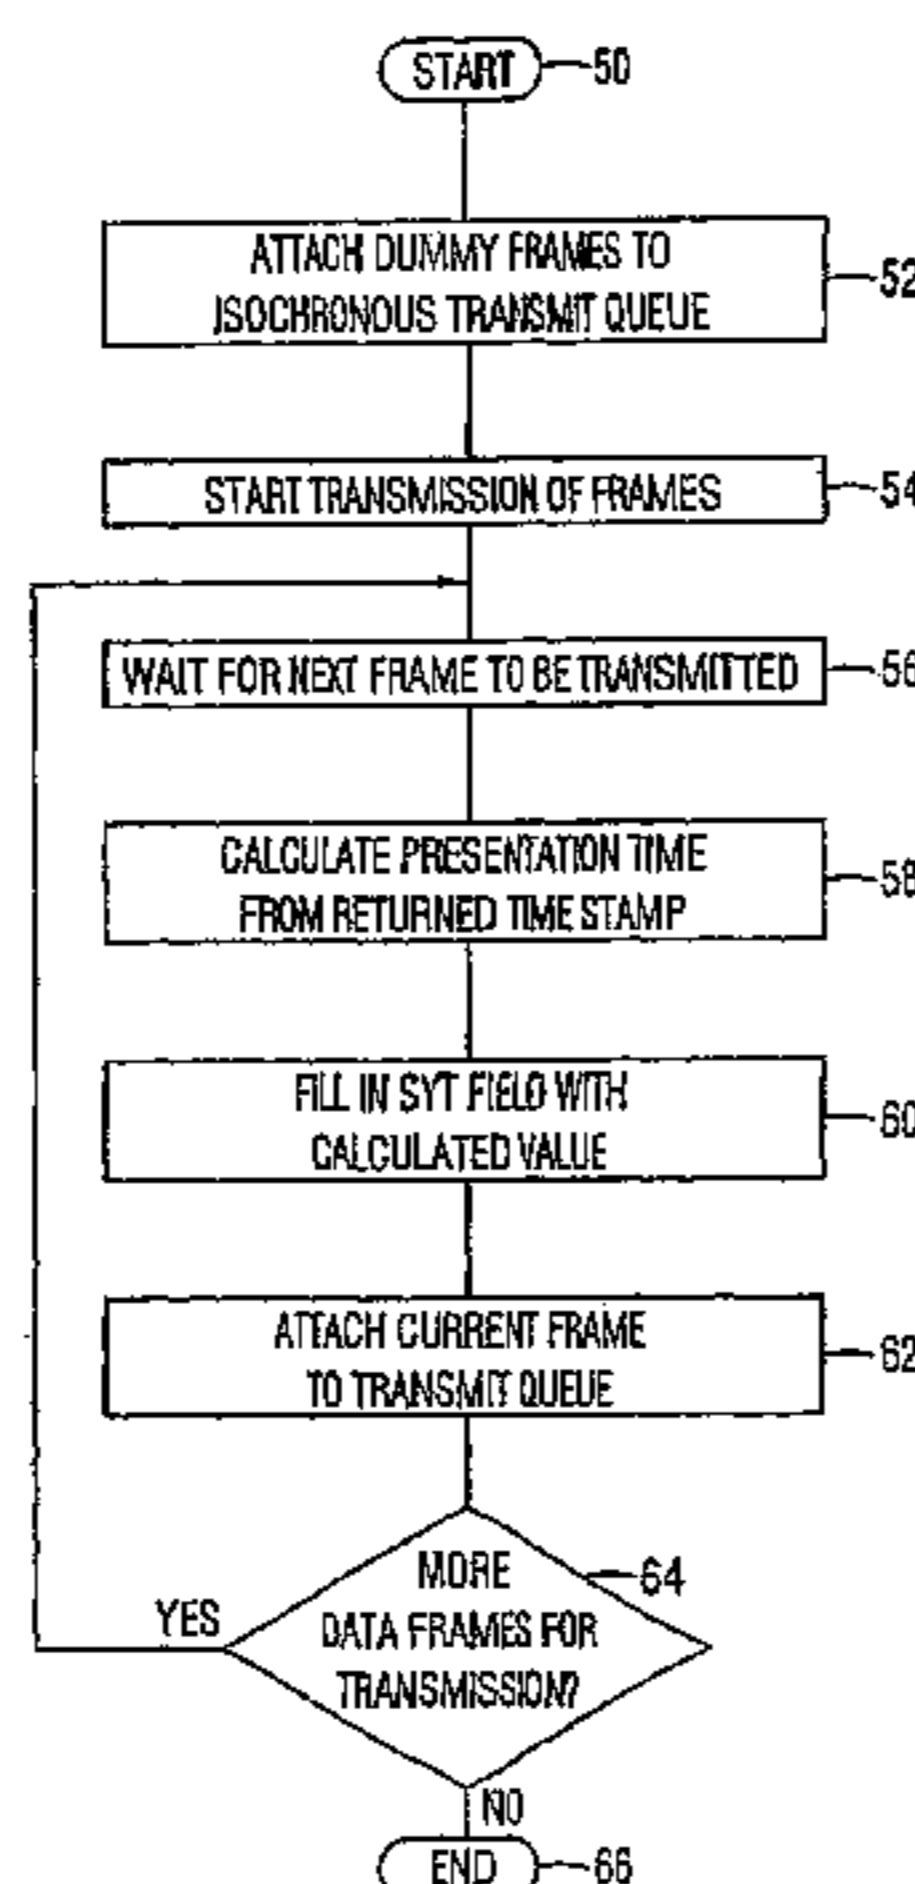 START 50
ATTACH DUMMY FRAMES TO
ISOCHRONOUS TRANSMIT QUEUE
52
START TRANSMISSION OF FRAMES 54
WAIT FOR NEXT FRAME TO BE TRANSMITTED 56
CALCULATE PRESENTATION TIME
FROM RETURNED TIME STAMP
58
FILL IN SYT FIELD WITH
CALCULATED VALUE
60
ATTACH CURRENT FRAME
TO TRANSMIT QUEUE
62
MORE
DATA FRAMES FOR
TRANSMISSION?
64
YES
NO
END 66